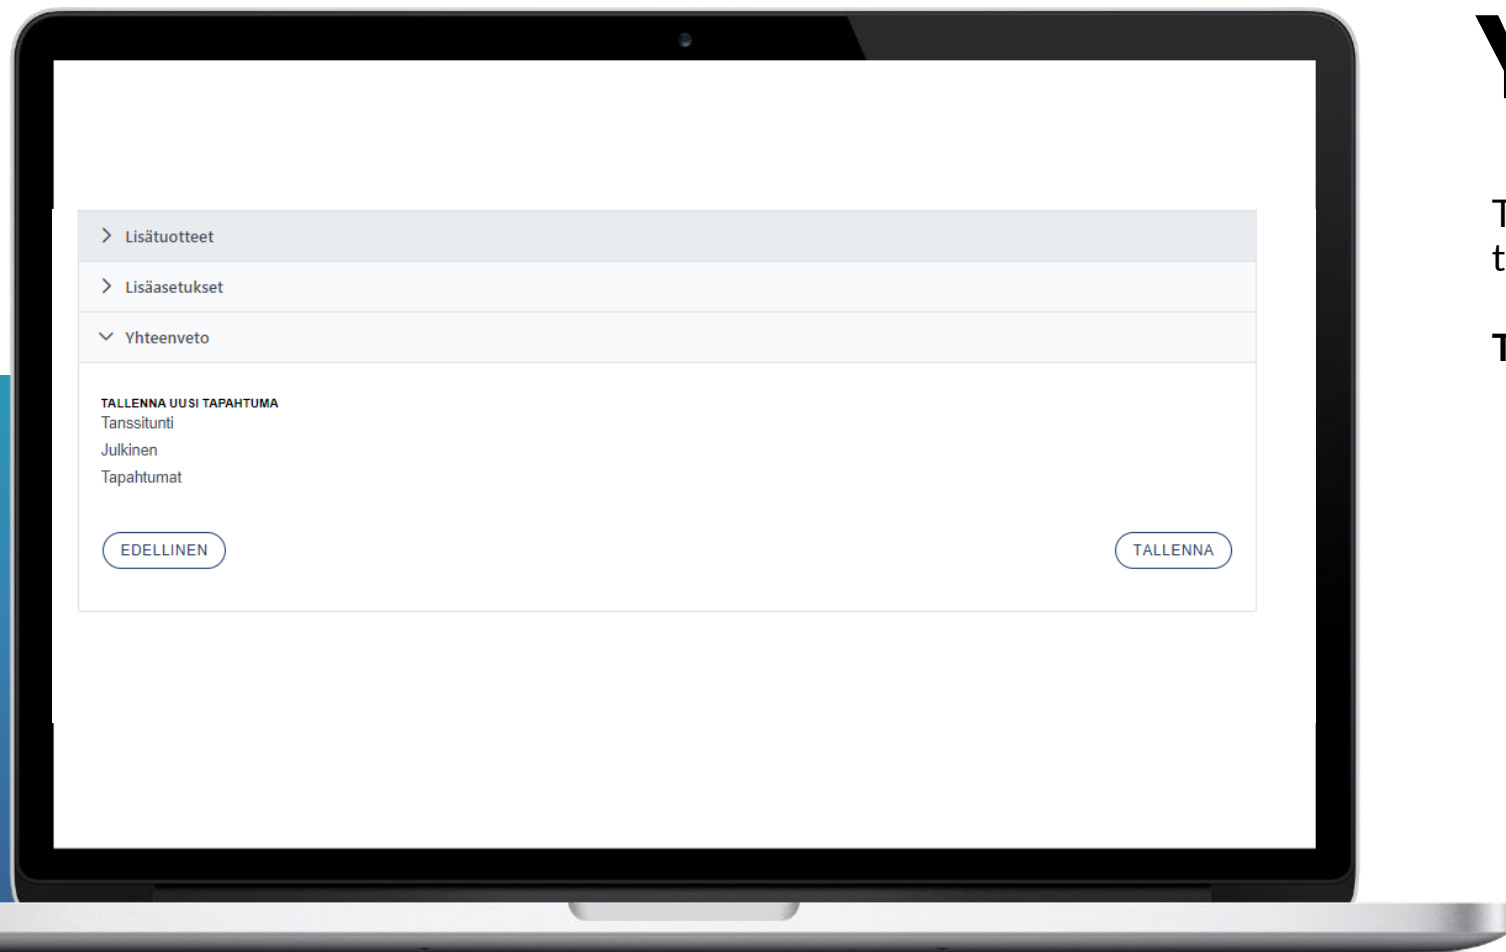 Lisätuotteet
Lisäasetukset
Yhteenveto
TALLENNA UUSI TAPAHTUMA
Tanssitunti
Julkinen
Tapahtumat
EDELLINEN
TALLENNA